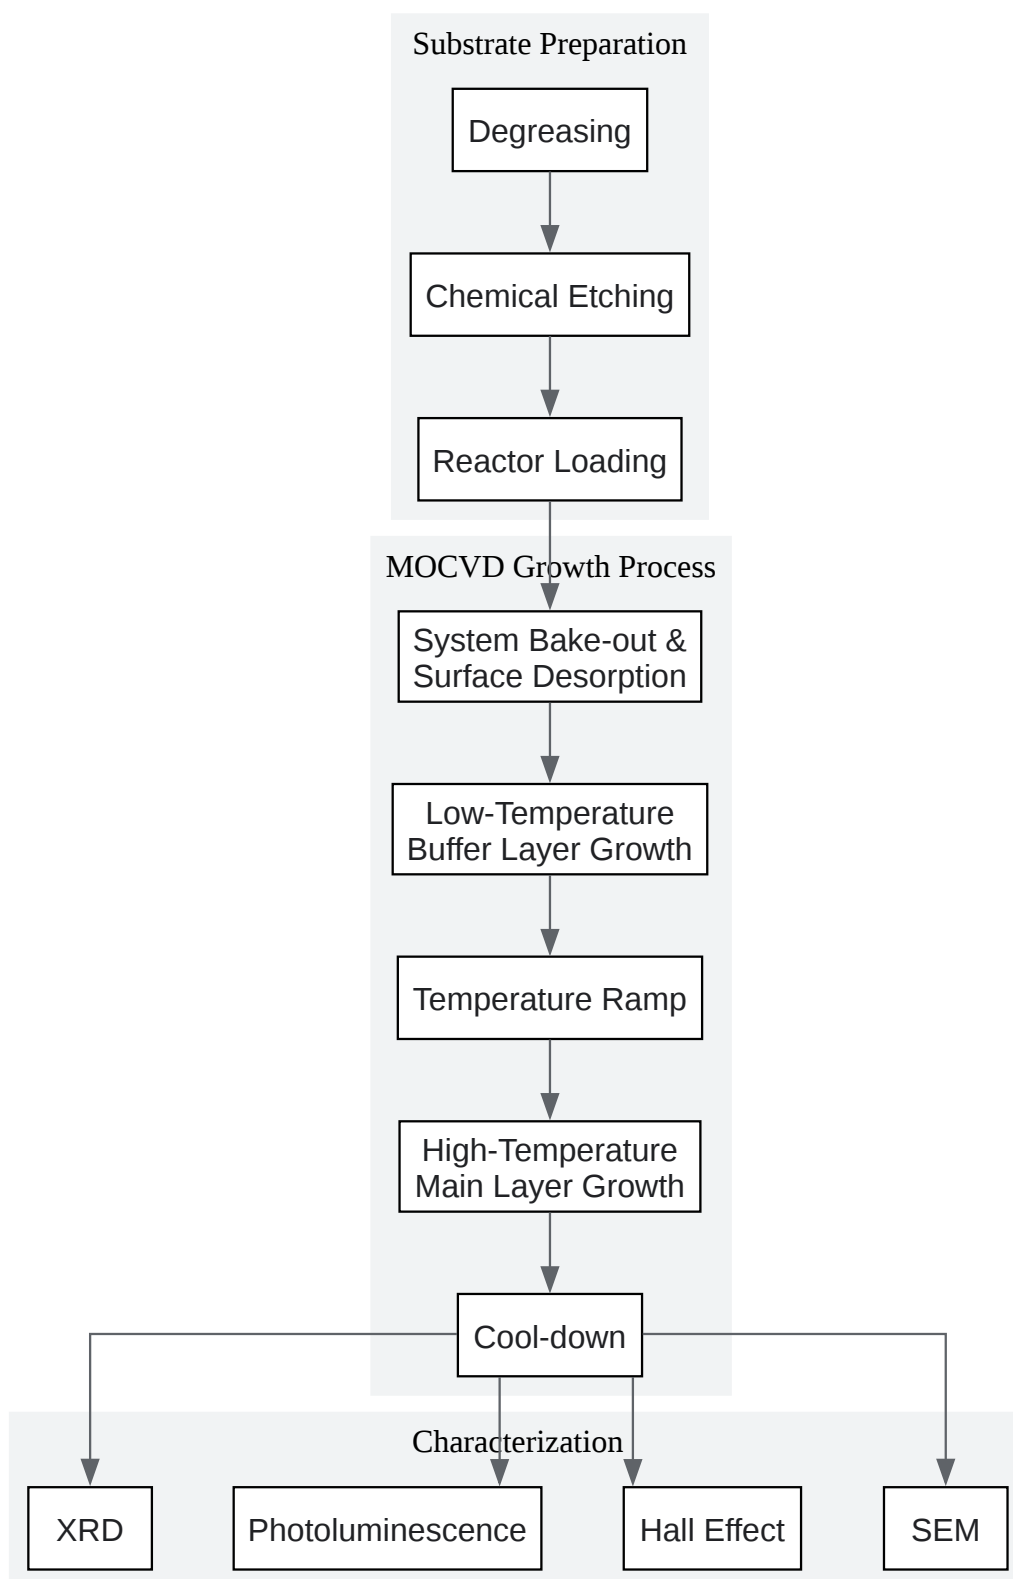 Substrate Preparation
Degreasing
Chemical Etching
Reactor Loading
MOCVD Growth Process
System Bake-out &
Surface Desorption
Low-Temperature
Buffer Layer Growth
Temperature Ramp
High-Temperature
Main Layer Growth
Cool-down
Characterization
XRD
Photoluminescence
Hall Effect
SEM